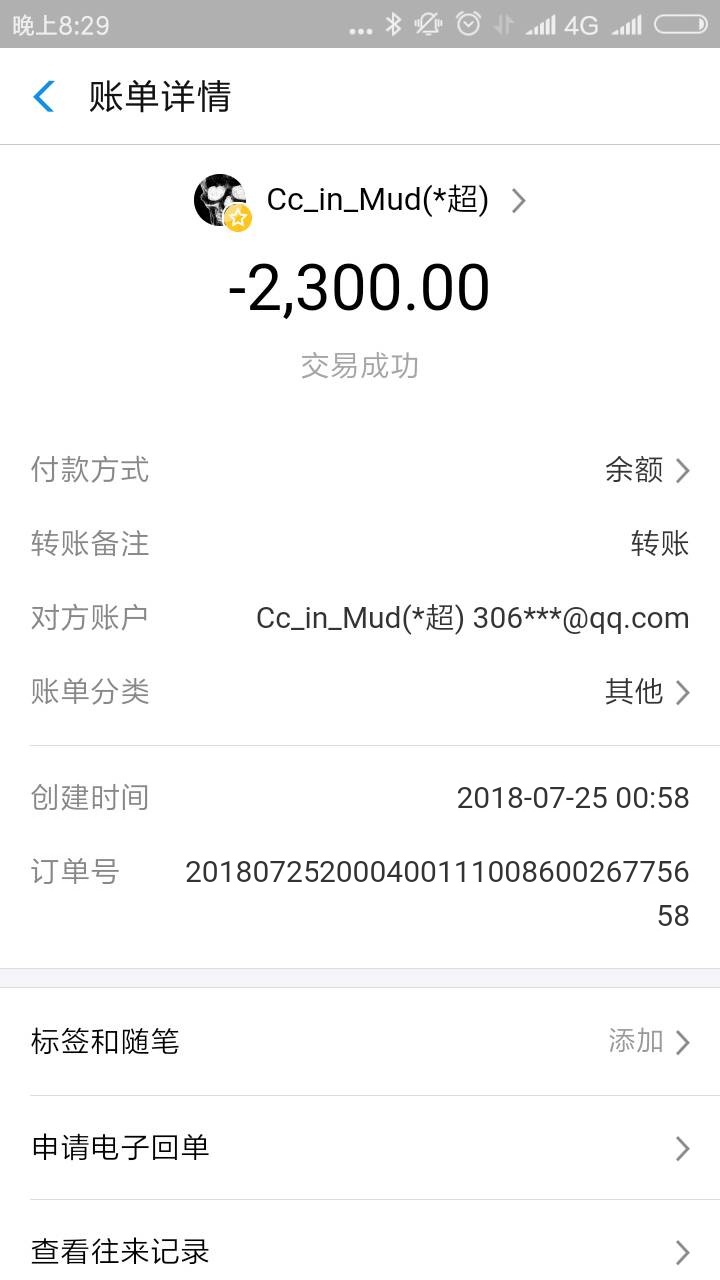 晚上8:29 ... 4G
账单详情
Cc_in_Mud(*超)
-2,300.00
交易成功
付款方式 余额
转账备注 转账
对方账户 Cc_in_Mud(*超) 306***@qq.com
账单分类 其他
创建时间 2018-07-25 00:58
订单号 201807252000400111008600267756
58
标签和随笔 添加
申请电子回单
查看往来记录